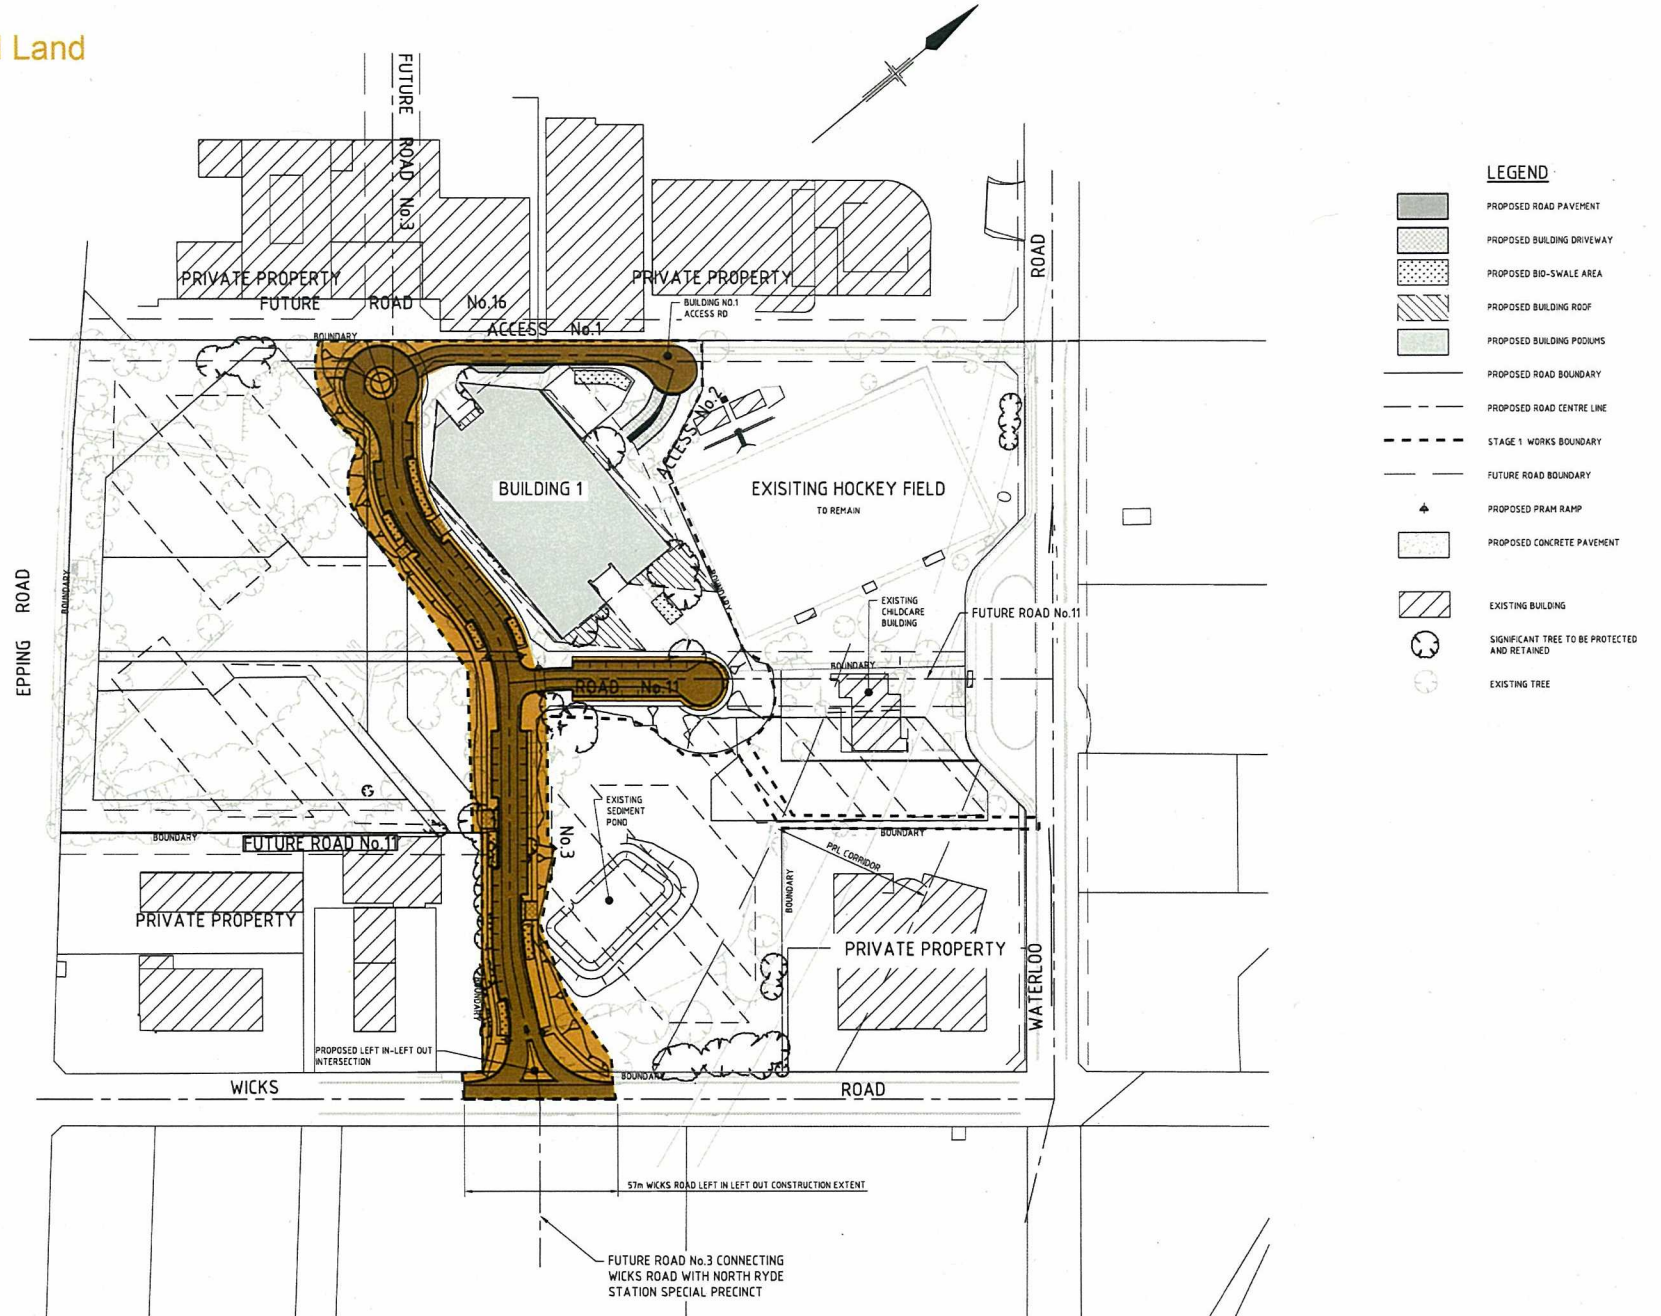 Land
FUTURE ROAD No.3
PRIVATE PROPERTY
FUTURE ROAD No.16
PRIVATE PROPERTY
BUILDING NO.1
ACCESS RD
ACCESS No.1
BOUNDARY
ROAD
ACCESS No.2
BUILDING 1
EXISITING HOCKEY FIELD
TO REMAIN
EPPING ROAD
BOUNDARY
BOUNDARY
EXISTING
CHILDCARE
BUILDING
FUTURE ROAD No.11
BOUNDARY
ROAD No.11
EXISTING
SEDIMENT
POND
No.3
BOUNDARY
FUTURE ROAD No.11
BOUNDARY
PRL CORRIDOR
BOUNDARY
PRIVATE PROPERTY
PRIVATE PROPERTY
WATERLOO
BOUNDARY
PROPOSED LEFT IN-LEFT OUT
INTERSECTION
BOUNDARY
WICKS ROAD
57m WICKS ROAD LEFT IN LEFT OUT CONSTRUCTION EXTENT
FUTURE ROAD No.3 CONNECTING
WICKS ROAD WITH NORTH RYDE
STATION SPECIAL PRECINCT
LEGEND
PROPOSED ROAD PAVEMENT
PROPOSED BUILDING DRIVEWAY
PROPOSED BIO-SWALE AREA
PROPOSED BUILDING ROOF
PROPOSED BUILDING PODIUMS
PROPOSED ROAD BOUNDARY
PROPOSED ROAD CENTRE LINE
STAGE 1 WORKS BOUNDARY
FUTURE ROAD BOUNDARY
PROPOSED PRAM RAMP
PROPOSED CONCRETE PAVEMENT
EXISTING BUILDING
SIGNIFICANT TREE TO BE PROTECTED
AND RETAINED
EXISTING TREE